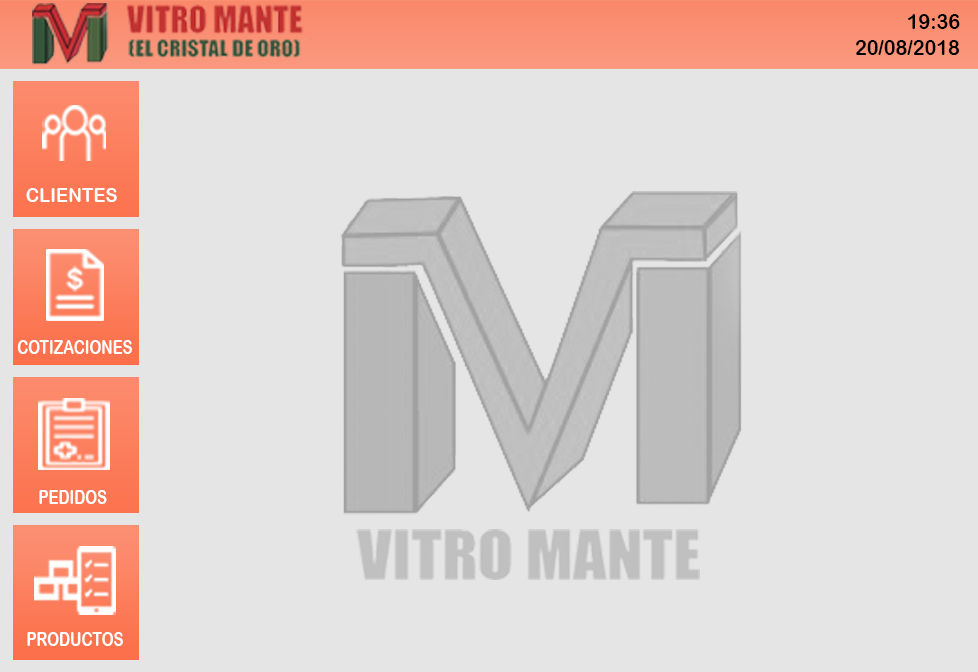 VITRO MANTE
(EL CRISTAL DE ORO)
19:36
20/08/2018
CLIENTES
COTIZACIONES
PEDIDOS
PRODUCTOS
VITRO MANTE